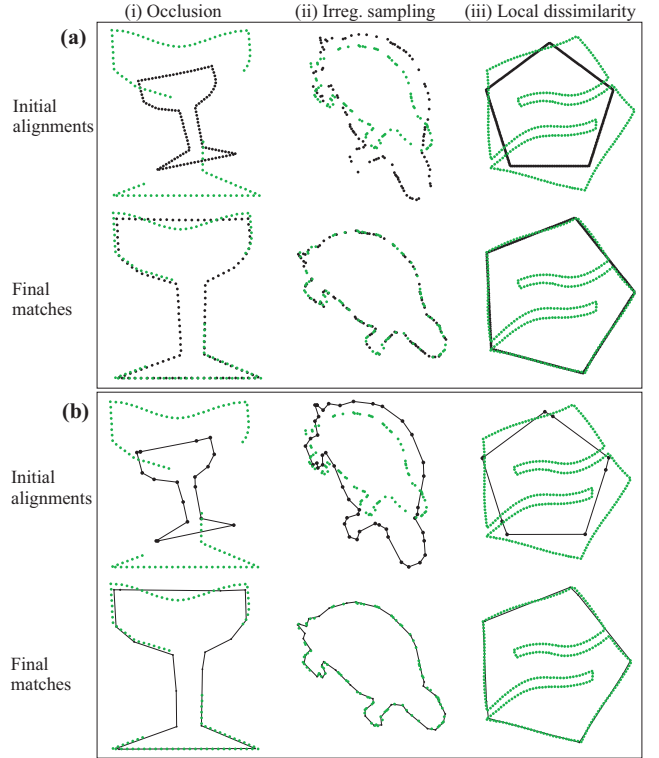 (i) Occlusion (ii) Irreg. sampling (iii) Local dissimilarity
(a)
Initial
alignments
Final
matches
(b)
Initial
alignments
Final
matches